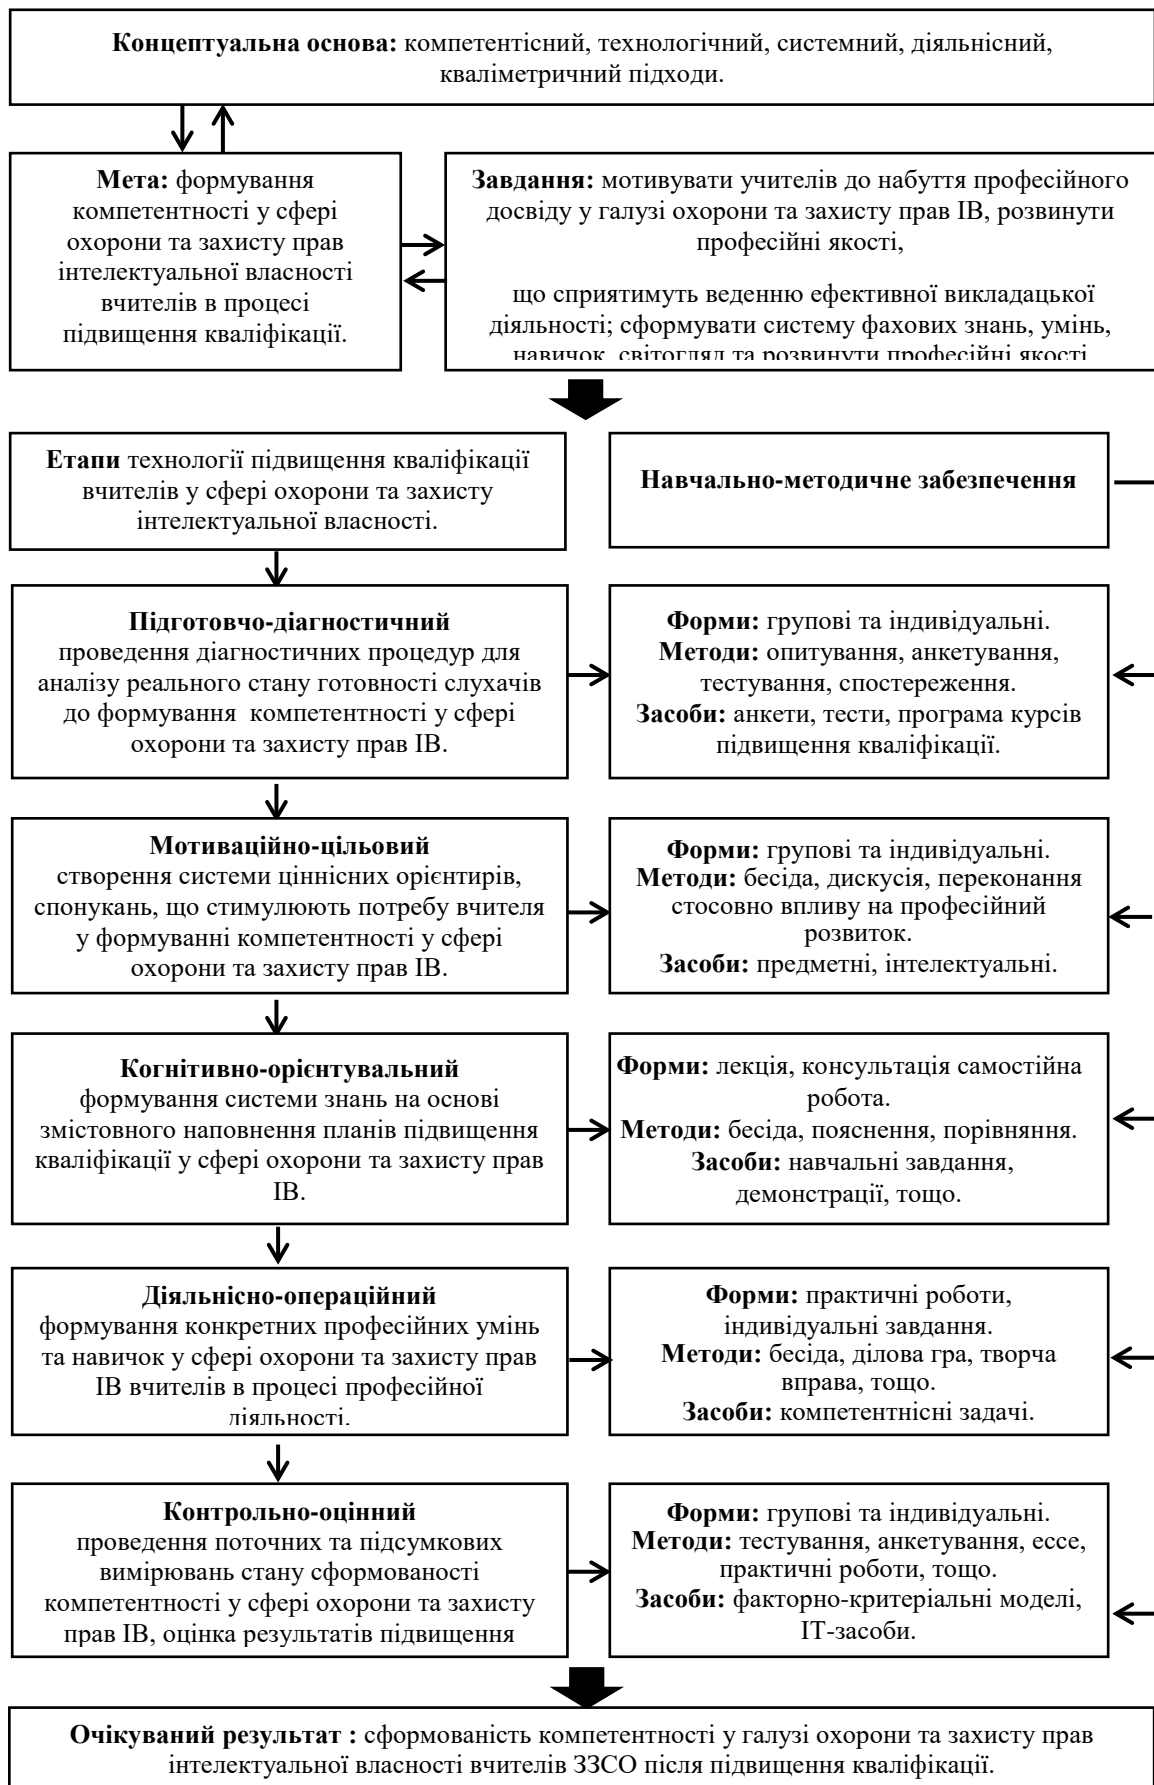 Концептуальна основа: компетентісний, технологічний, системний, діяльнісний,
кваліметричний підходи.
Мета: формування
компетентності у сфері
охорони та захисту прав
інтелектуальної власності
вчителів в процесі
підвищення кваліфікації.
Завдання: мотивувати учителів до набуття професійного
досвіду у галузі охорони та захисту прав ІВ, розвинути
професійні якості,
що сприятимуть веденню ефективної викладацької
діяльності; сформувати систему фахових знань, умінь,
навичок, світогляд та розвинути професійні якості
Етапи технології підвищення кваліфікації
вчителів у сфері охорони та захисту
інтелектуальної власності.
Навчально-методичне забезпечення
Підготовчо-діагностичний
проведення діагностичних процедур для
аналізу реального стану готовності слухачів
до формування компетентності у сфері
охорони та захисту прав ІВ.
Форми: групові та індивідуальні.
Методи: опитування, анкетування,
тестування, спостереження.
Засоби: анкети, тести, програма курсів
підвищення кваліфікації.
Мотиваційно-цільовий
створення системи ціннісних орієнтирів,
спонукань, що стимулюють потребу вчителя
у формуванні компетентності у сфері
охорони та захисту прав ІВ.
Форми: групові та індивідуальні.
Методи: бесіда, дискусія, переконання
стосовно впливу на професійний
розвиток.
Засоби: предметні, інтелектуальні.
Когнітивно-орієнтувальний
формування системи знань на основі
змістовного наповнення планів підвищення
кваліфікації у сфері охорони та захисту прав
ІВ.
Форми: лекція, консультація самостійна
робота.
Методи: бесіда, пояснення, порівняння.
Засоби: навчальні завдання,
демонстрації, тощо.
Діяльнісно-операційний
формування конкретних професійних умінь
та навичок у сфері охорони та захисту прав
ІВ вчителів в процесі професійної
діяльності.
Форми: практичні роботи,
індивідуальні завдання.
Методи: бесіда, ділова гра, творча
вправа, тощо.
Засоби: компетентнісні задачі.
Контрольно-оцінний
проведення поточних та підсумкових
вимірювань стану сформованості
компетентності у сфері охорони та захисту
прав ІВ, оцінка результатів підвищення
Форми: групові та індивідуальні.
Методи: тестування, анкетування, ессе,
практичні роботи, тощо.
Засоби: факторно-критеріальні моделі,
ІТ-засоби.
Очікуваний результат : сформованість компетентності у галузі охорони та захисту прав
інтелектуальної власності вчителів ЗЗСО після підвищення кваліфікації.